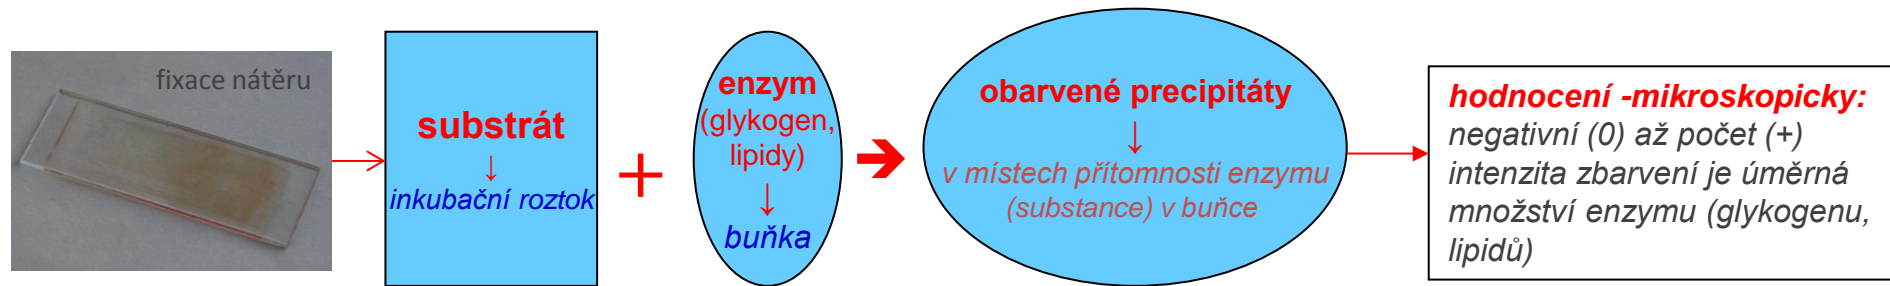 fixace nátěru
substrát
↓
inkubační roztok
+
enzym
(glykogen,
lipidy)
↓
buňka
➔
obarvené precipitáty
↓
v místech přítomnosti enzymu
(substance) v buňce
hodnocení -mikroskopicky:
negativní (0) až počet (+)
intenzita zbarvení je úměrná
množství enzymu (glykogenu,
lipidů)